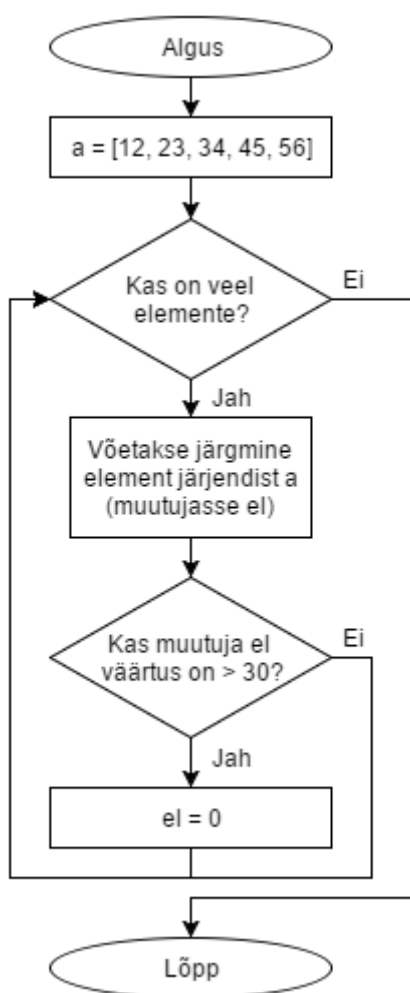 Algus
a = [12, 23, 34, 45, 56]
Kas on veel
elemente?
Ei
Jah
Võetakse järgmine
element järjendist a
(muutujasse el)
Kas muutuja el
väärtus on > 30?
Ei
Jah
el = 0
Lõpp